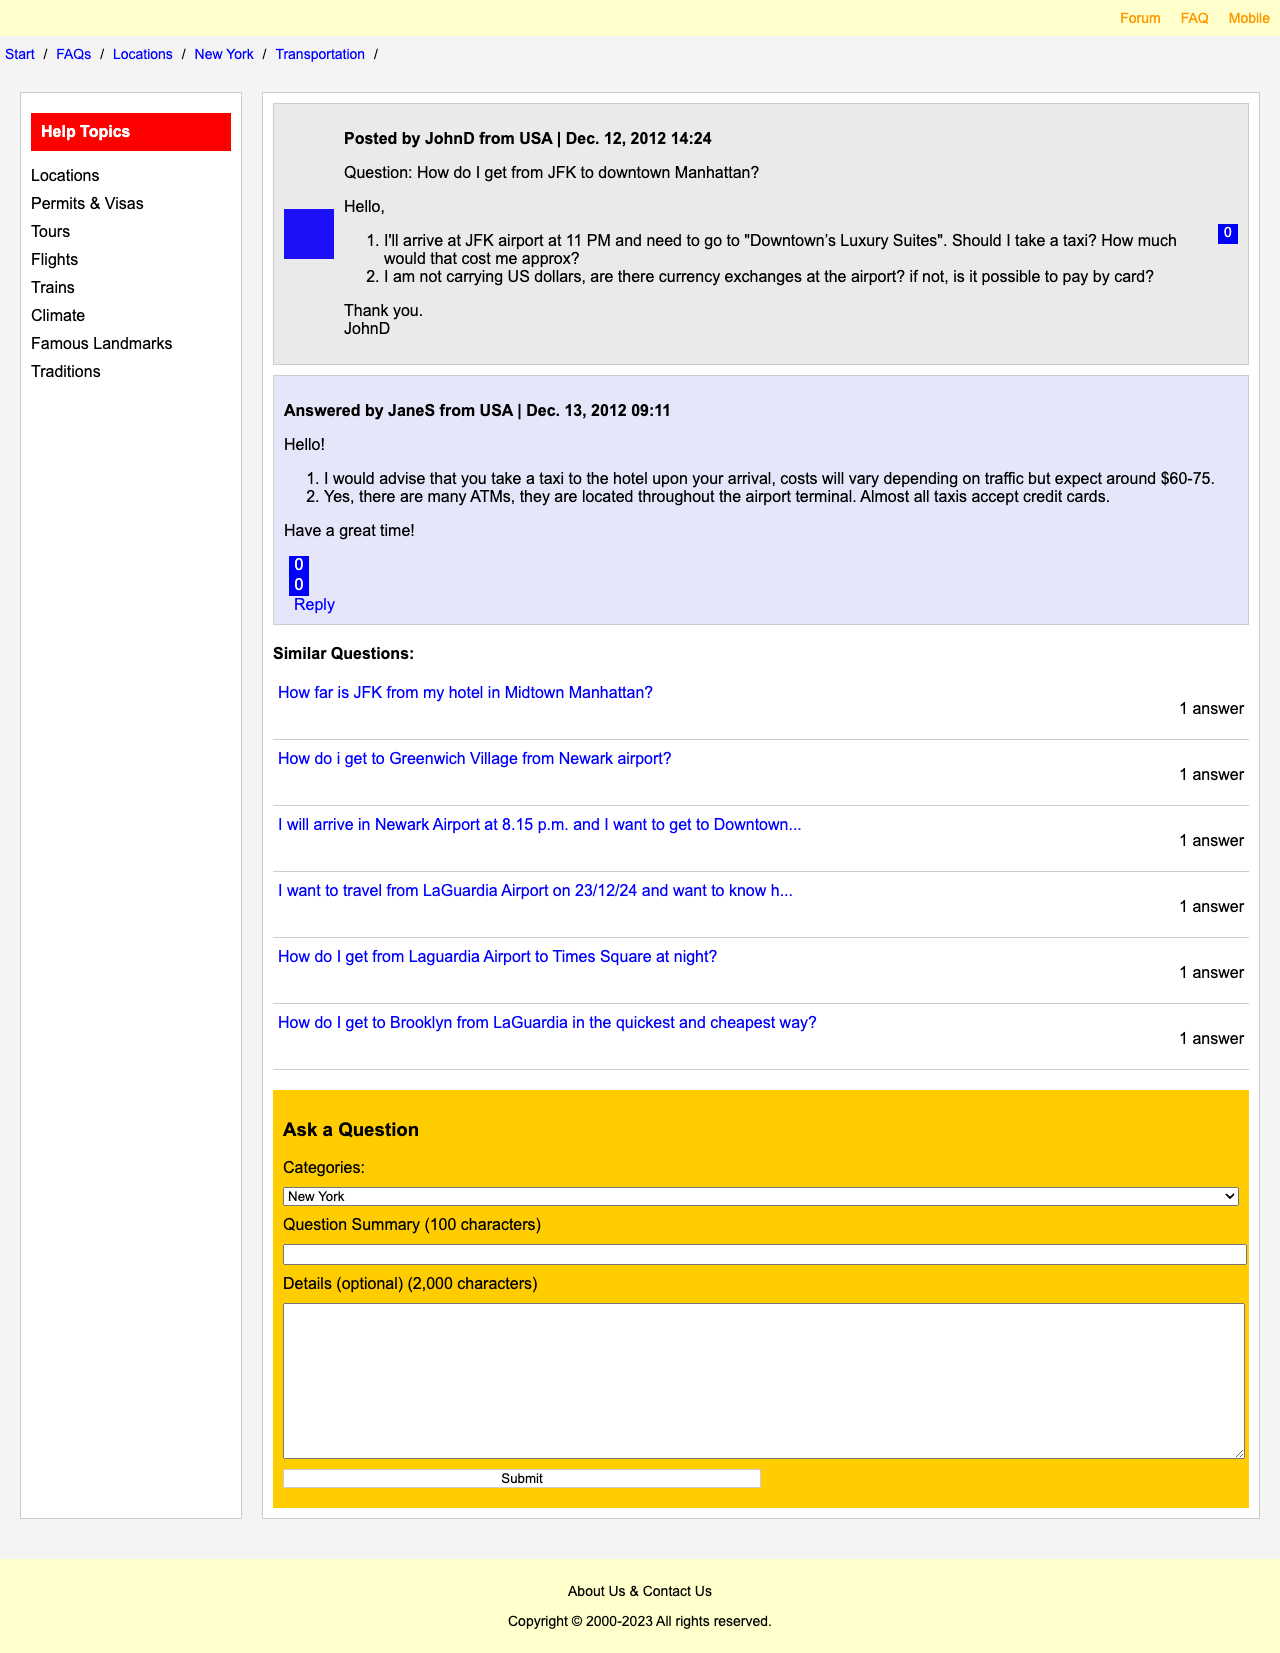 Forum FAQ Mobile
Start / FAQs / Locations / New York / Transportation /
Help Topics
Locations
Permits & Visas
Tours
Flights
Trains
Climate
Famous Landmarks
Traditions
Posted by JohnD from USA | Dec. 12, 2012 14:24
Question: How do I get from JFK to downtown Manhattan?
Hello,
1. I'll arrive at JFK airport at 11 PM and need to go to "Downtown’s Luxury Suites". Should I take a taxi? How much
would that cost me approx?
2. I am not carrying US dollars, are there currency exchanges at the airport? if not, is it possible to pay by card?
Thank you.
JohnD
0
Answered by JaneS from USA | Dec. 13, 2012 09:11
Hello!
1. I would advise that you take a taxi to the hotel upon your arrival, costs will vary depending on traffic but expect around $60-75.
2. Yes, there are many ATMs, they are located throughout the airport terminal. Almost all taxis accept credit cards.
Have a great time!
0
0
Reply
Similar Questions:
How far is JFK from my hotel in Midtown Manhattan?
1 answer
How do i get to Greenwich Village from Newark airport?
1 answer
I will arrive in Newark Airport at 8.15 p.m. and I want to get to Downtown...
1 answer
I want to travel from LaGuardia Airport on 23/12/24 and want to know h...
1 answer
How do I get from Laguardia Airport to Times Square at night?
1 answer
How do I get to Brooklyn from LaGuardia in the quickest and cheapest way?
1 answer
Ask a Question
Categories:
New York
Question Summary (100 characters)
Details (optional) (2,000 characters)
Submit
About Us & Contact Us
Copyright © 2000-2023 All rights reserved.